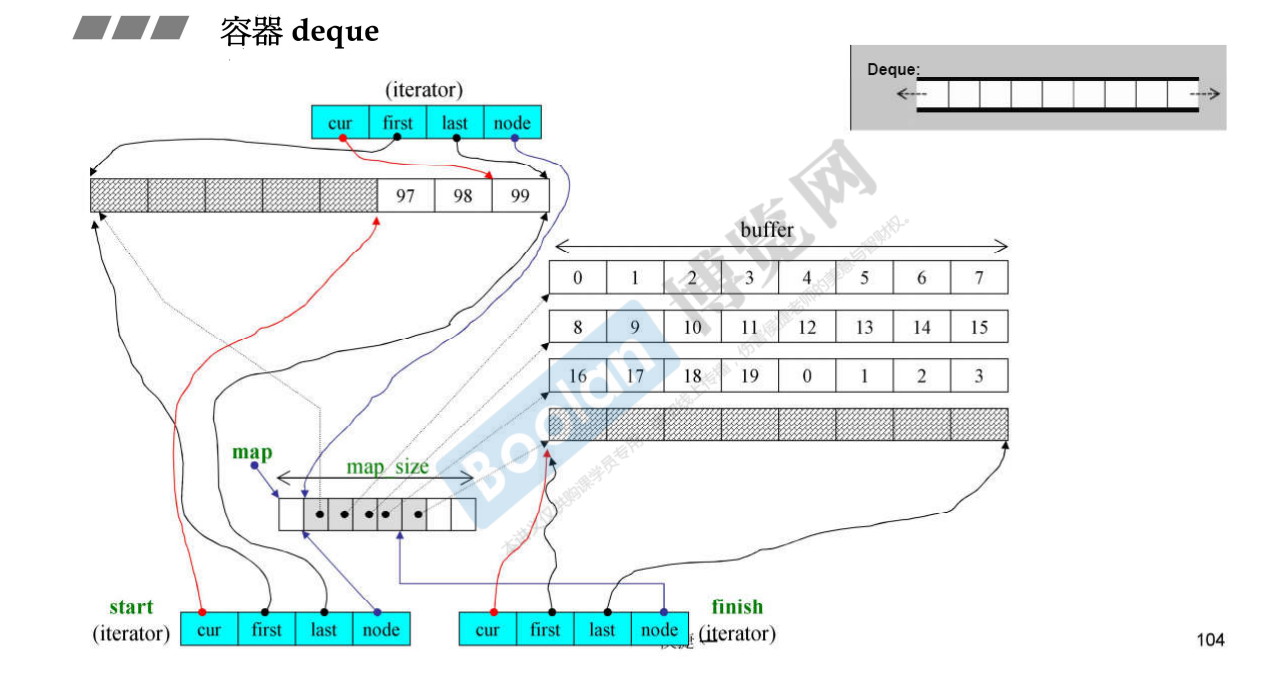 容器 deque
Deque:
(iterator)
cur first last node
97 98 99
buffer
0 1 2 3 4 5 6 7
8 9 10 11 12 13 14 15
16 17 18 19 0 1 2 3
map
map_size
start
(iterator)
cur first last node
cur first last node
finish
(iterator)
104
Boolan
博览网